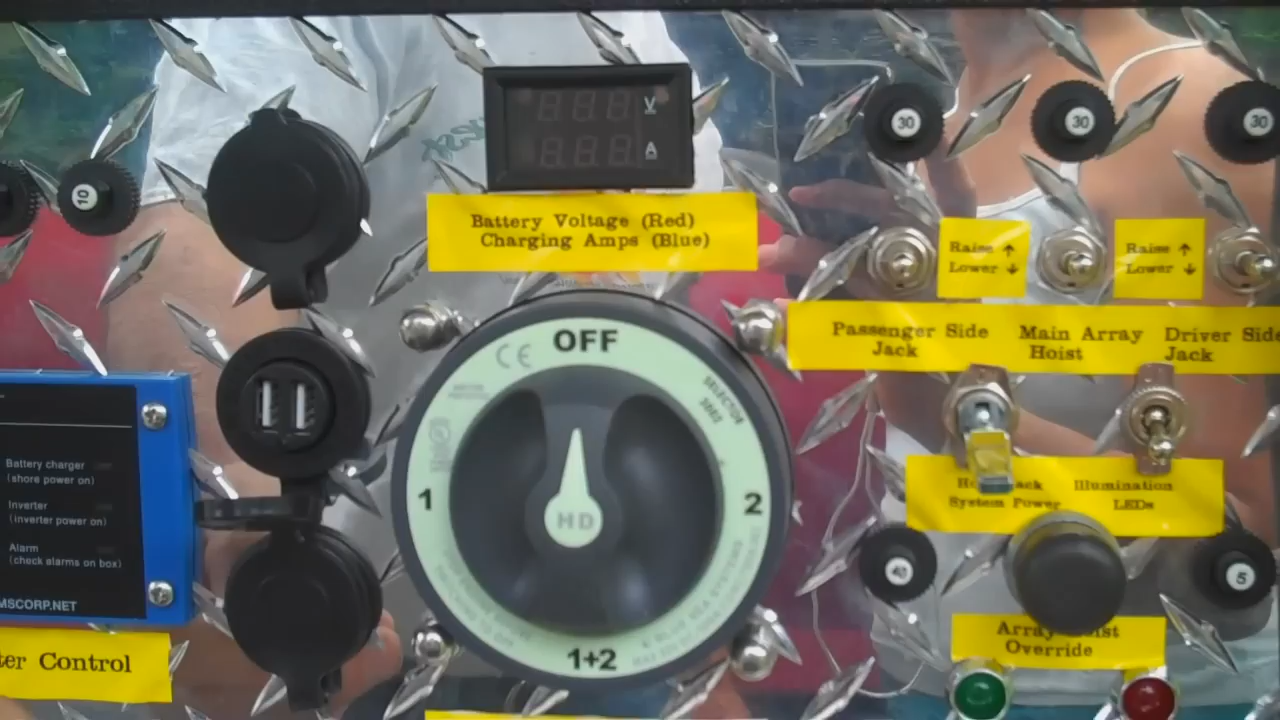 V
A
Battery Voltage (Red)
Charging Amps (Blue)
10
30
30
30
Raise ↑
Lower ↓
Raise ↑
Lower ↓
Passenger Side
Jack
Main Array
Hoist
Driver Side
Jack
System Power
Illumination
LEDs
40
5
Override
OFF
CE
SELECTOR
1
2
1+2
HD
Battery charger
(shore power on)
Inverter
(inverter power on)
Alarm
(check alarms on box)
MSCORP.NET
ter Control